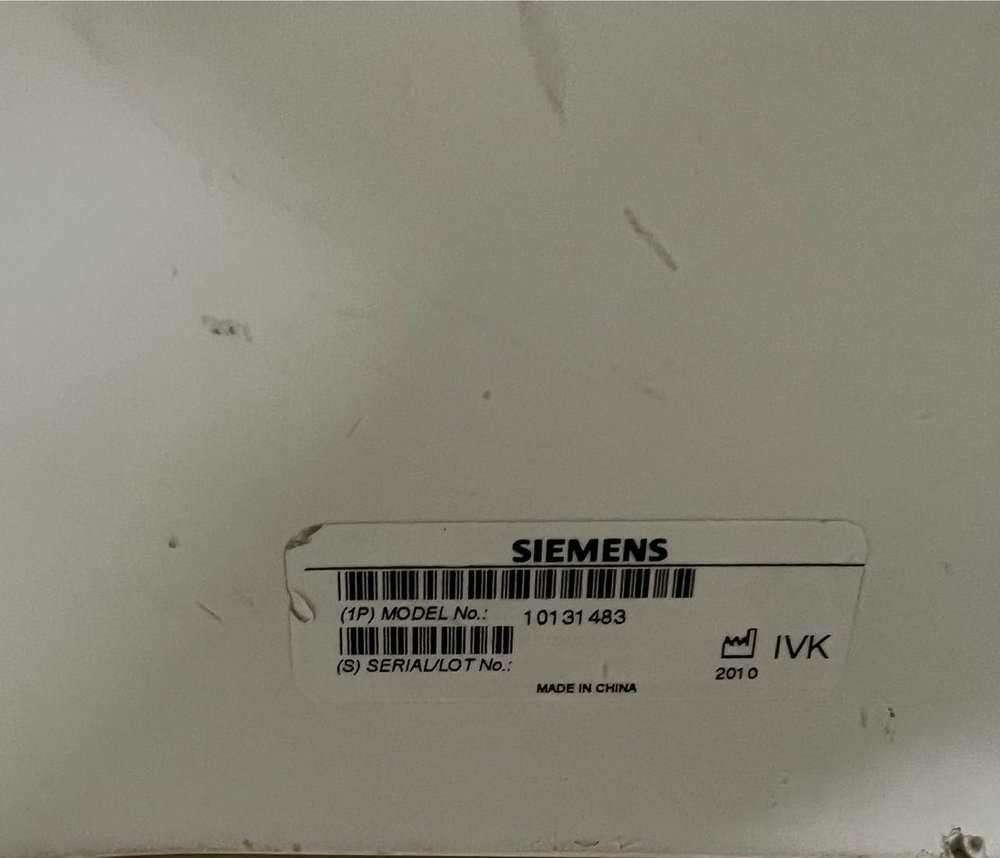 SIEMENS
(1P) MODEL No.: 10131483
(S) SERIAL/LOT No.:
IVK
2010
MADE IN CHINA